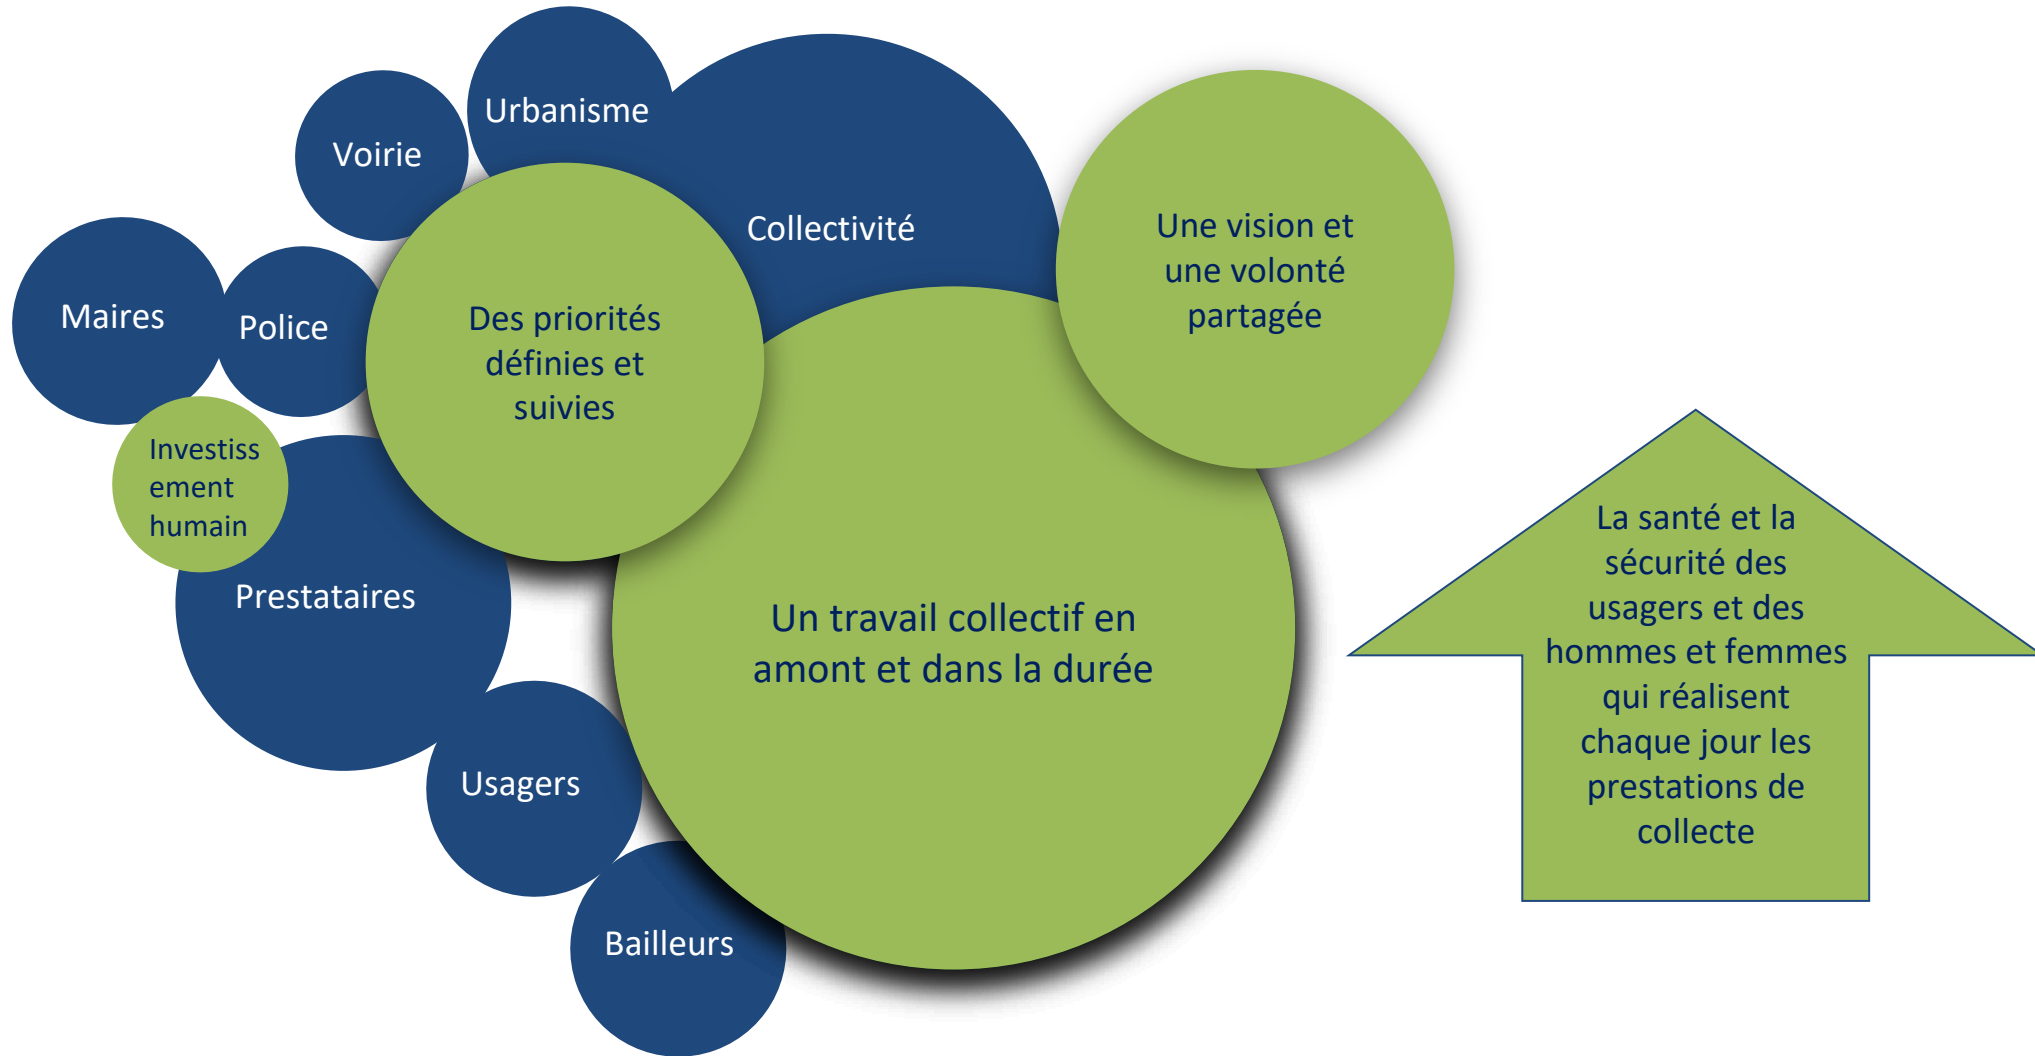 Urbanisme
Voirie
Collectivité
Une vision et
une volonté
partagée
Maires
Police
Des priorités
définies et
suivies
Investiss
ement
humain
Prestataires
Un travail collectif en
amont et dans la durée
Usagers
Bailleurs
La santé et la
sécurité des
usagers et des
hommes et femmes
qui réalisent
chaque jour les
prestations de
collecte